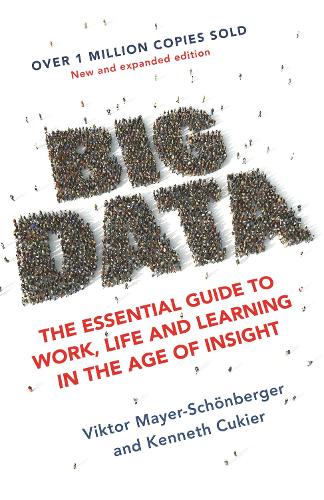 OVER 1 MILLION COPIES SOLD
New and expanded edition
BIG
DATA
THE ESSENTIAL GUIDE TO
WORK, LIFE AND LEARNING
IN THE AGE OF INSIGHT
Viktor Mayer-Schönberger
and Kenneth Cukier